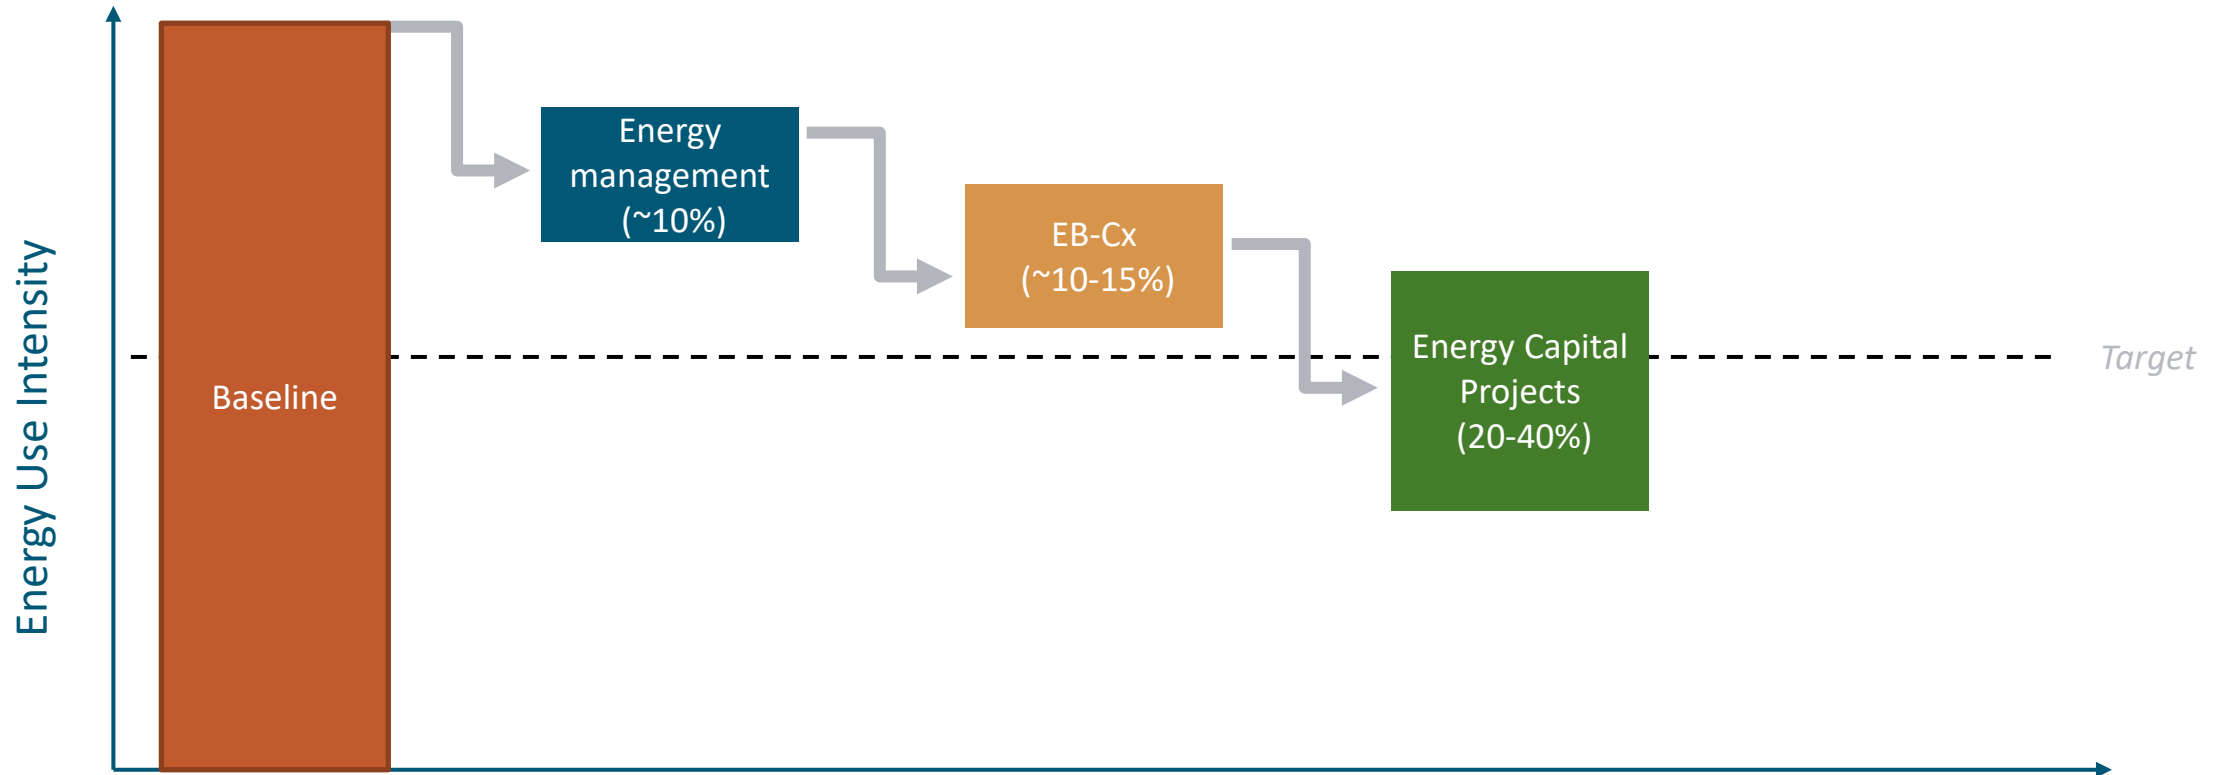 Energy Use Intensity
Baseline
Energy
management
(~10%)
EB-Cx
(~10-15%)
Energy Capital
Projects
(20-40%)
Target